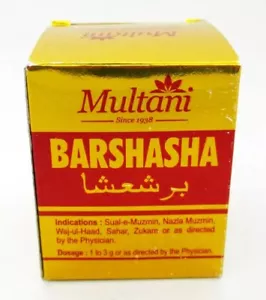 Multani
Since 1938
BARSHASHA
برشعشا
Indications : Sual-e-Muzmin, Nazla Muzmin,
Waj-ul-Haad, Sahar, Zukam or as directed
by the Physician.
Dosage : 1 to 3 g or as directed by the Physician.